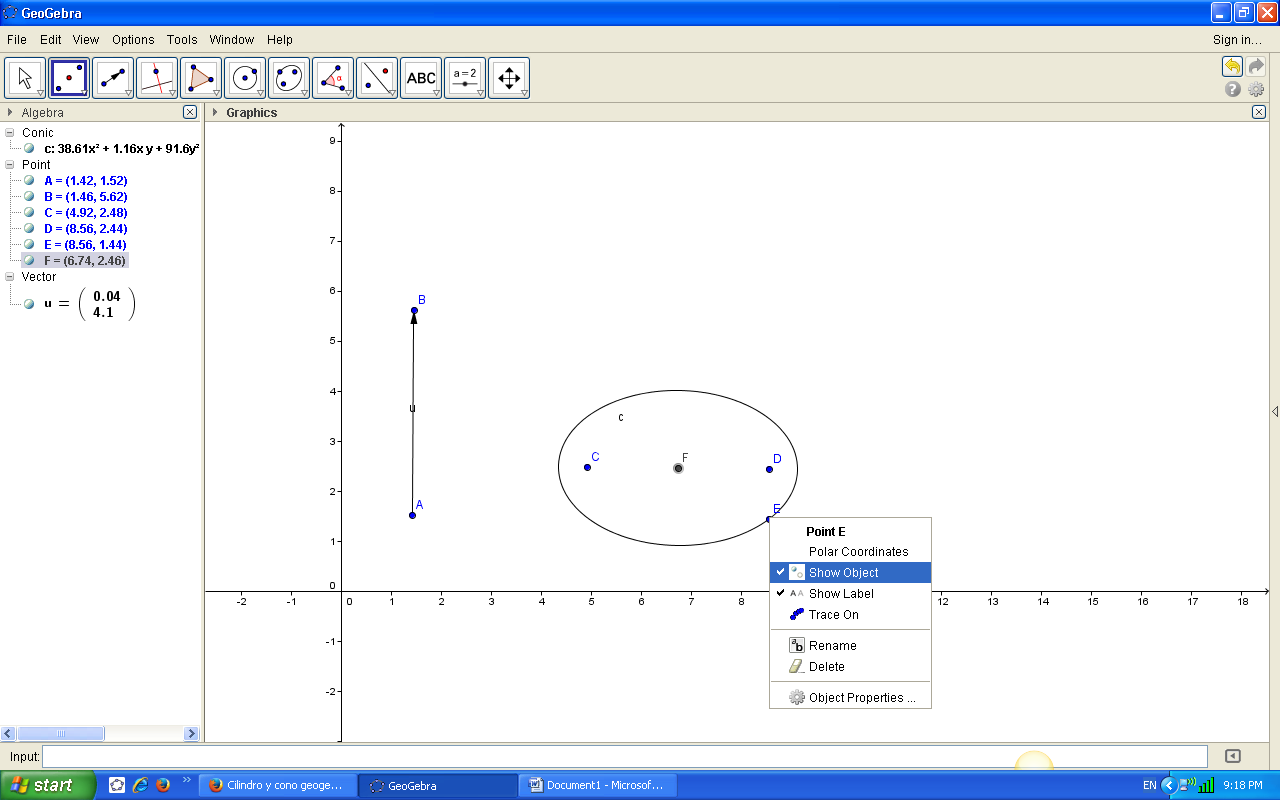 GeoGebra
File Edit View Options Tools Window Help Sign in...
ABC a=2
Algebra
Graphics
Conic
c: 38.61x² + 1.16x y + 91.6y²
Point
A = (1.42, 1.52)
B = (1.46, 5.62)
C = (4.92, 2.48)
D = (8.56, 2.44)
E = (8.56, 1.44)
F = (6.74, 2.46)
Vector
u = ( 0.04
4.1 )
9
8
7
6
B
5
4
u
c
3
C F D
2
A
E
1
0
-2 -1 0 1 2 4 5 6 7 8 12 13 14 15 16 17 18
-1
-2
Point E
Polar Coordinates
Show Object
AA Show Label
Trace On
ab Rename
Delete
Object Properties ...
Input:
start
Cilindro y cono geoge...
GeoGebra
Document1 - Microsof...
EN
9:18 PM